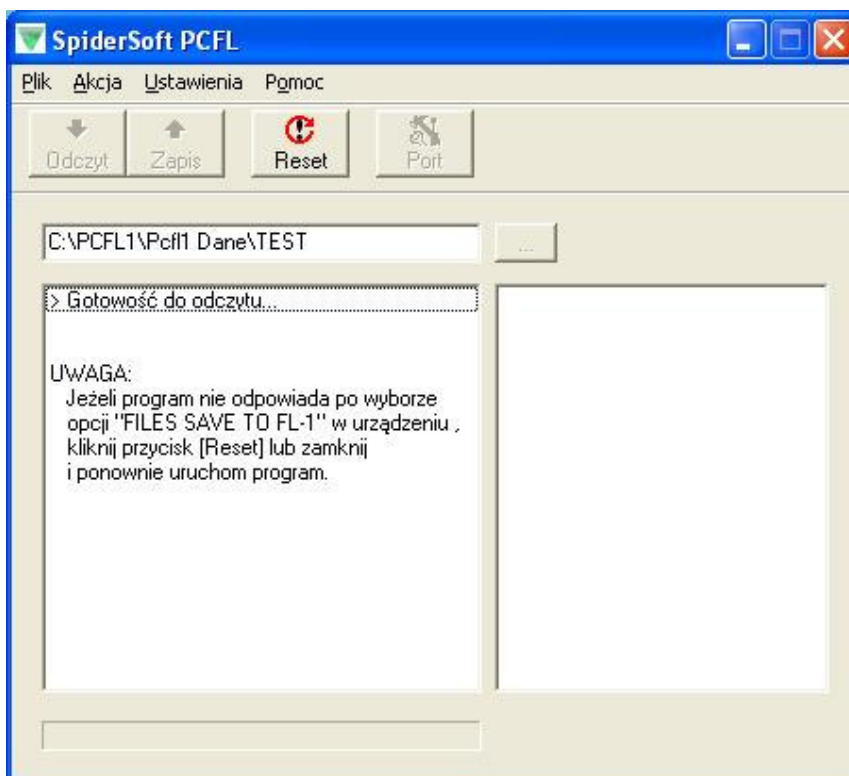 SpiderSoft PCFL
Plik Akcja Ustawienia Pomoc
Odczyt Zapis Reset Port
C:\PCFL1\Pcfl1 Dane\TEST ...
> Gotowość do odczytu...
UWAGA:
Jeżeli program nie odpowiada po wyborze
opcji "FILES SAVE TO FL-1" w urządzeniu ,
kliknij przycisk [Reset] lub zamknij
i ponownie uruchom program.